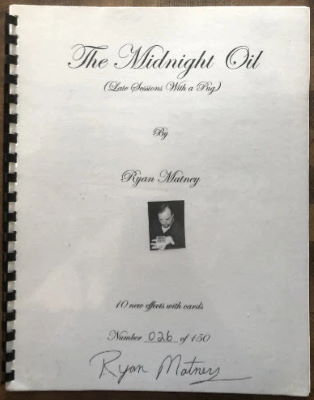 The Midnight Oil
(Late Sessions With a Pug)
By
Ryan Matney
10 new effects with cards
Number 026 of 150
Ryan Matney